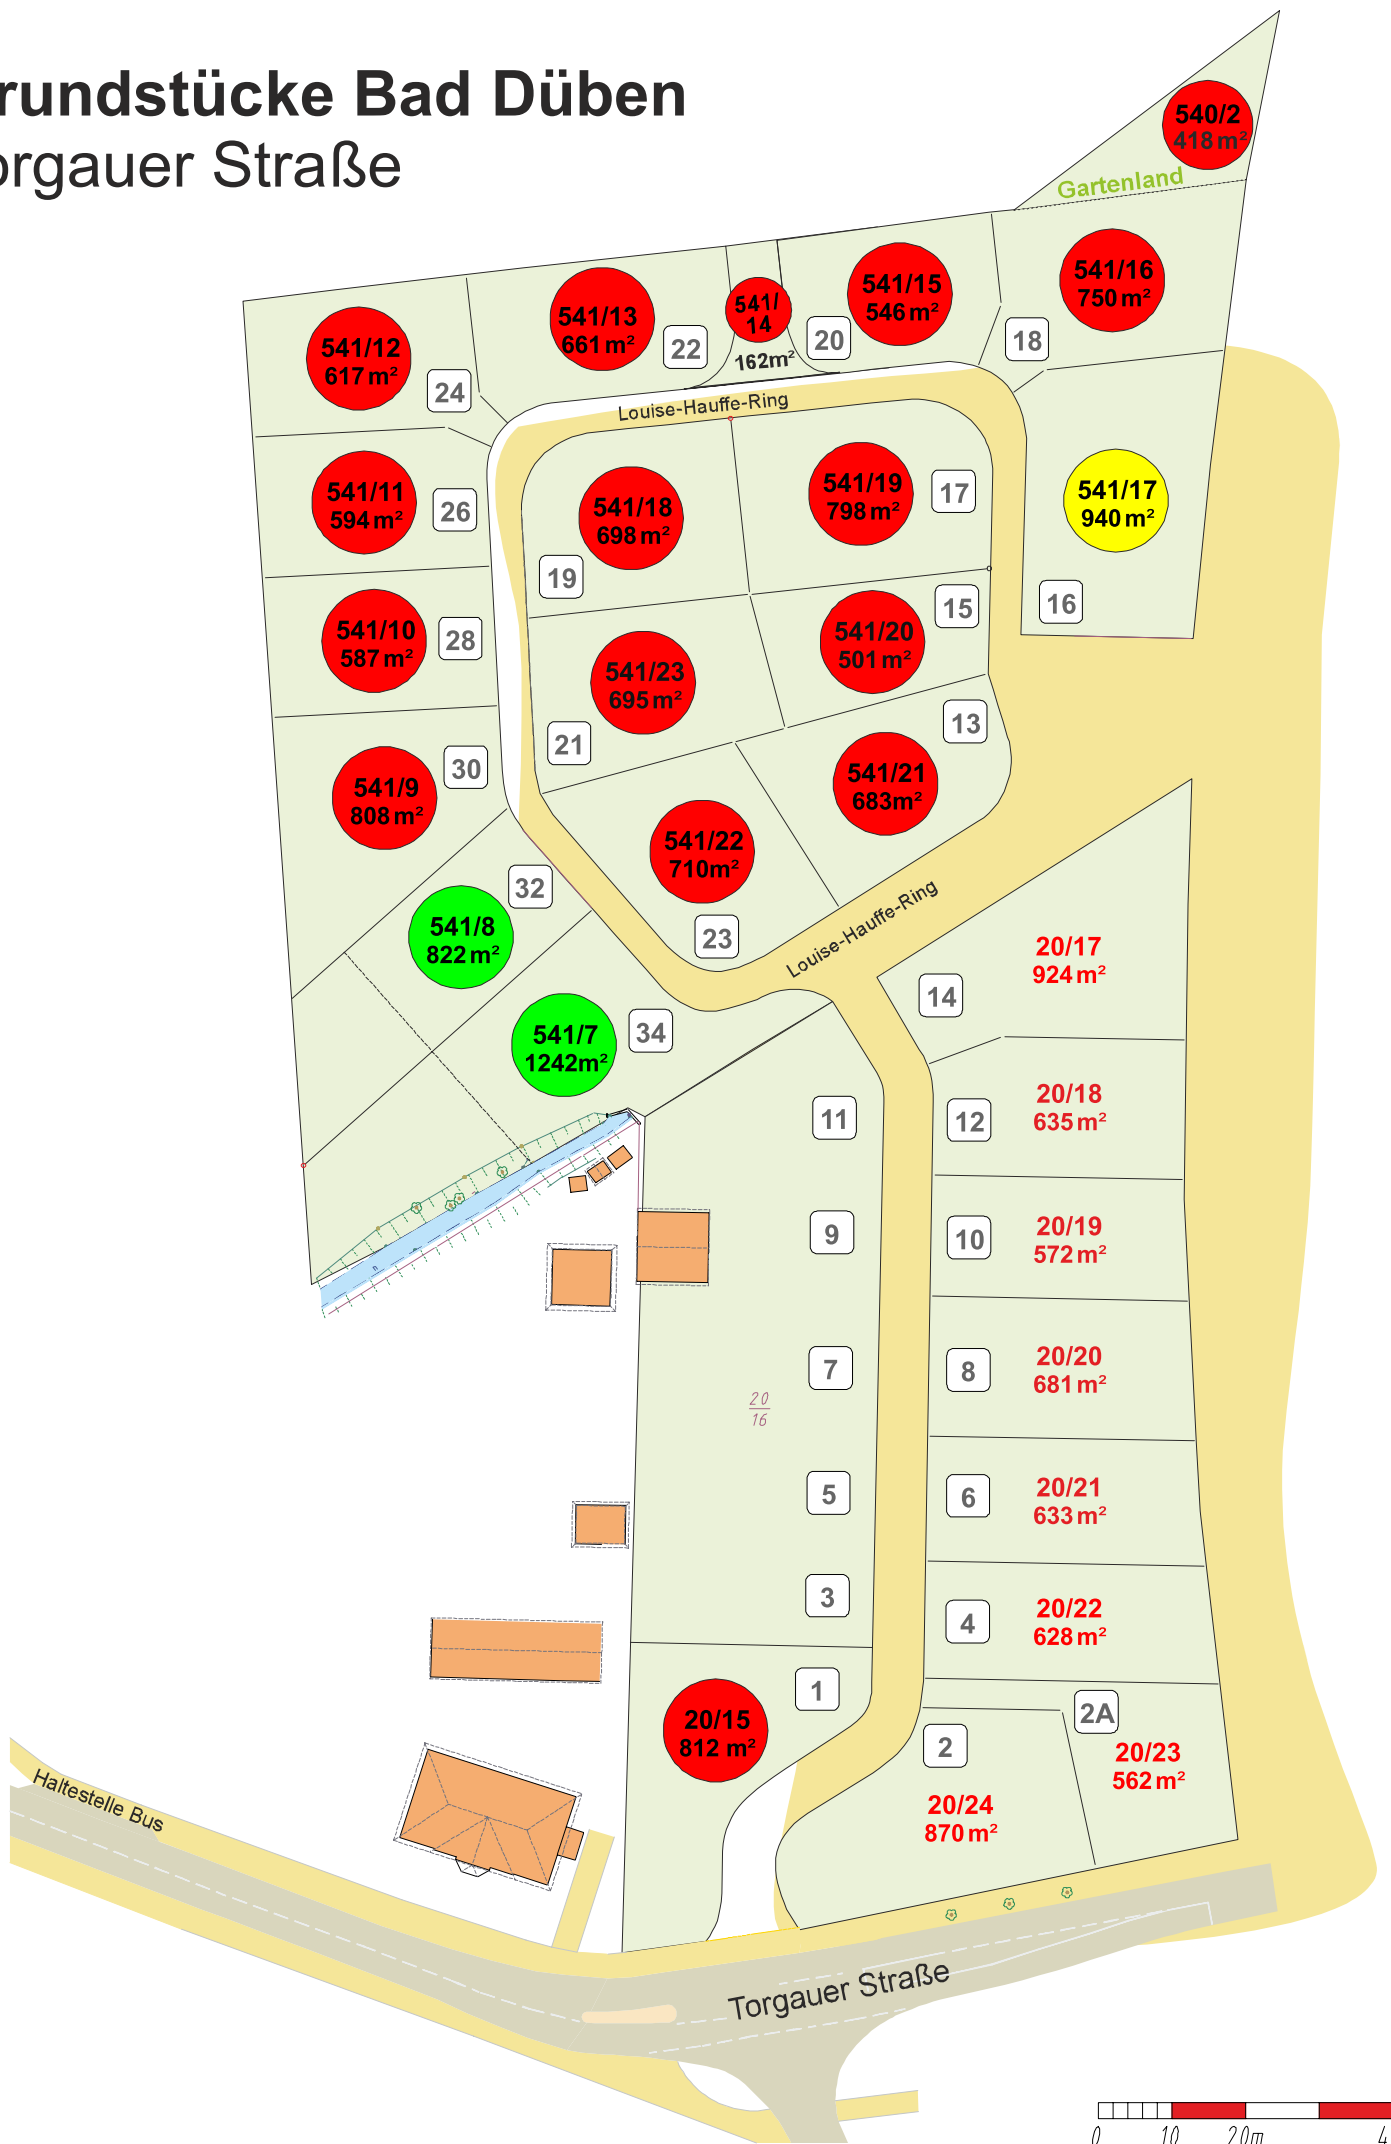 rundstücke Bad Düben
orgauer Straße
540/2
418 m²
Gartenland
541/16
750 m²
541/15
546 m²
541/
14
162m²
541/13
661 m²
541/12
617 m²
22
20
18
24
Louise-Hauffe-Ring
541/11
594 m²
26
541/18
698 m²
19
541/19
798 m²
17
541/17
940 m²
16
541/10
587 m²
28
541/23
695 m²
21
541/20
501 m²
15
13
541/9
808 m²
30
541/22
710m²
23
541/21
683m²
541/8
822 m²
32
Louise-Hauffe-Ring
541/7
1242m²
34
14
20/17
924 m²
11
12
20/18
635 m²
9
10
20/19
572 m²
7
8
20/20
681 m²
20
16
5
6
20/21
633 m²
3
4
20/22
628 m²
1
20/15
812 m²
2
2A
20/23
562 m²
20/24
870 m²
Haltestelle Bus
Torgauer Straße
0 10 20m 4